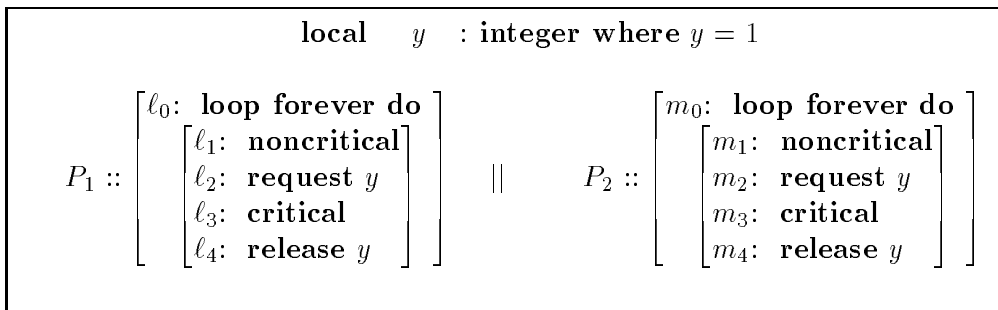 local y : integer where y = 1
P₁ :: [ ℓ₀: loop forever do
ℓ₁: noncritical
ℓ₂: request y
ℓ₃: critical
ℓ₄: release y ]
||
P₂ :: [ m₀: loop forever do
m₁: noncritical
m₂: request y
m₃: critical
m₄: release y ]